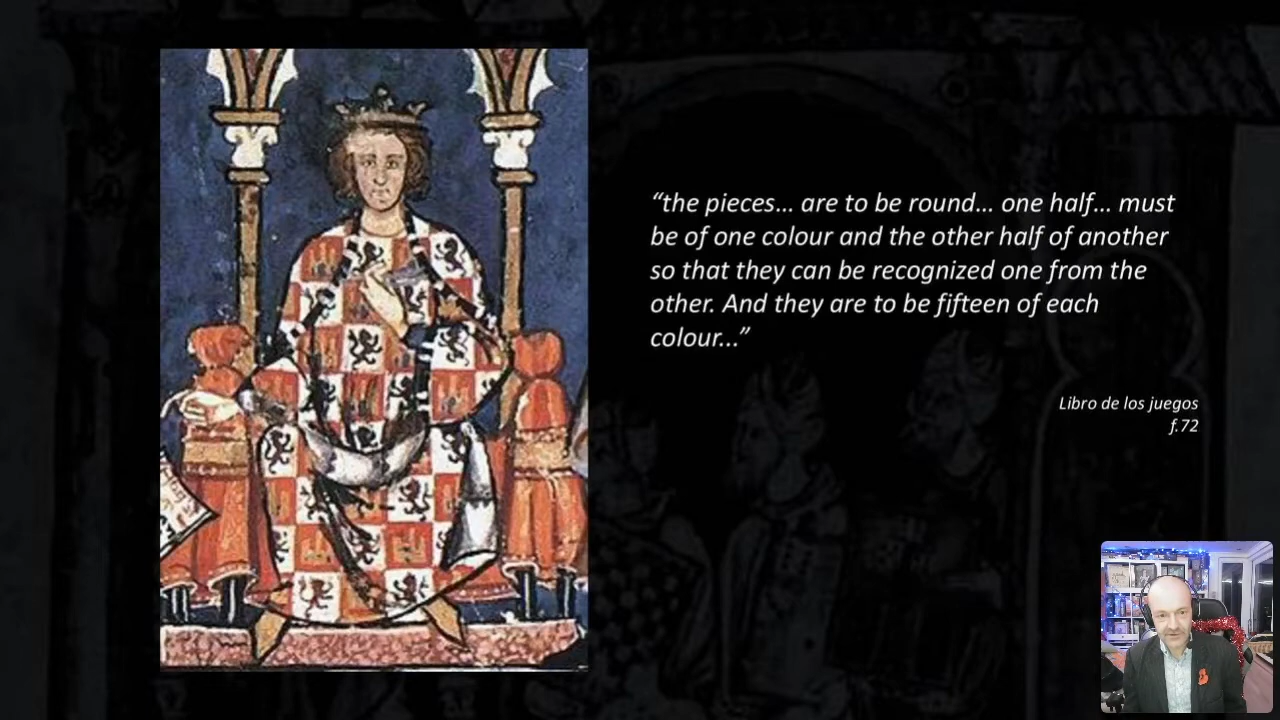 “the pieces… are to be round… one half… must
be of one colour and the other half of another
so that they can be recognized one from the
other. And they are to be fifteen of each
colour…”
Libro de los juegos
f.72